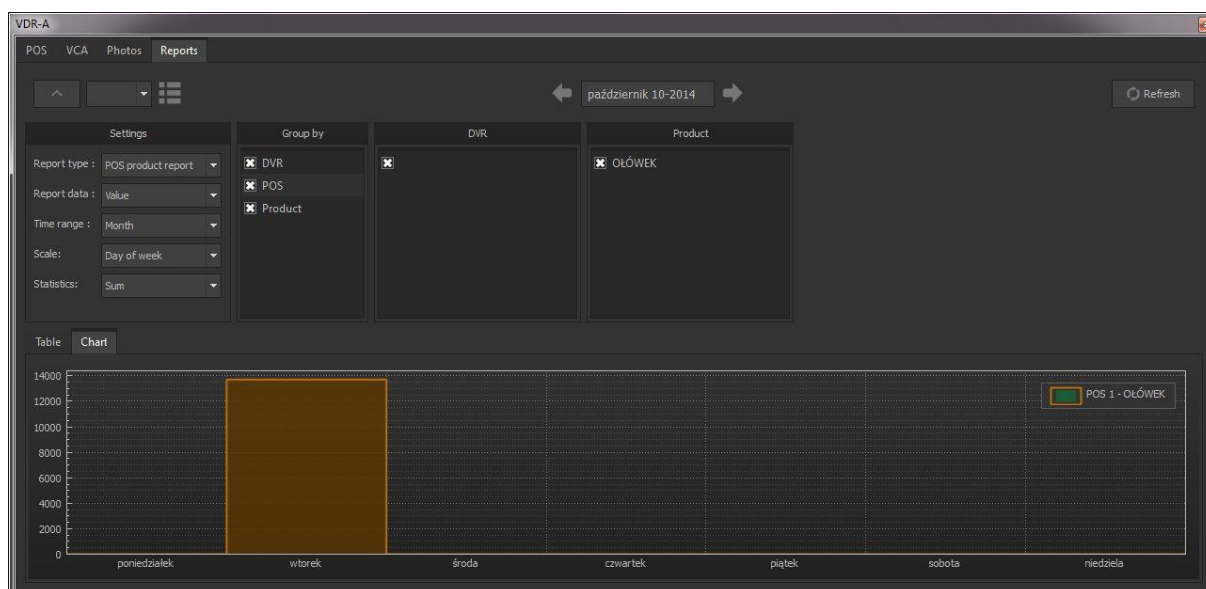 VDR-A
POS VCA Photos Reports
październik 10-2014 Refresh
Settings Group by DVR Product
Report type : POS product report
Report data : Value
Time range : Month
Scale: Day of week
Statistics: Sum
DVR
POS
Product
OŁÓWEK
Table Chart
14000
12000
10000
8000
6000
4000
2000
0
POS 1 - OŁÓWEK
poniedziałek wtorek środa czwartek piątek sobota niedziela